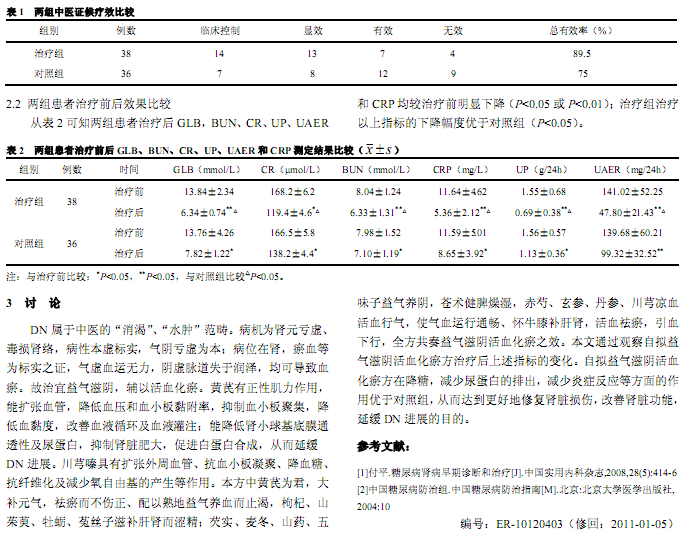 表 1 两组中医证候疗效比较
组别 例数 临床控制 显效 有效 无效 总有效率（%）
治疗组 38 14 13 7 4 89.5
对照组 36 7 8 12 9 75
2.2 两组患者治疗前后效果比较
从表 2 可知两组患者治疗后 GLB，BUN、CR、UP、UAER
和 CRP 均较治疗前明显下降（P<0.05 或 P<0.01）；治疗组治疗
以上指标的下降幅度优于对照组（P<0.05）。
表 2 两组患者治疗前后 GLB、BUN、CR、UP、UAER 和 CRP 测定结果比较（X̄±S）
组别 例数 时间 GLB（mmol/L） CR（μmol/L） BUN（mmol/L） CRP（mg/L） UP（g/24h） UAER（mg/24h）
治疗组 38 治疗前 13.84±2.34 168.2±6.2 8.04±1.24 11.64±4.62 1.55±0.68 141.02±52.25
治疗后 6.34±0.74**△ 119.4±4.6*△ 6.33±1.31**△ 5.36±2.12**△ 0.69±0.38**△ 47.80±21.43**△
对照组 36 治疗前 13.76±4.26 166.5±5.8 7.98±1.52 11.59±5.01 1.56±0.57 139.68±60.21
治疗后 7.82±1.22* 138.2±4.4* 7.10±1.19* 8.65±3.92* 1.13±0.36* 99.32±32.52**
注：与治疗前比较：*P<0.05，**P<0.05，与对照组比较△P<0.05。
3 讨 论
DN 属于中医的“消渴”、“水肿”范畴。病机为肾元亏虚、
毒损肾络，病性本虚标实，气阴亏虚为本；病位在肾，瘀血等
为标实之证，气虚血运无力，阴虚脉道失于润泽，均可导致血
瘀。故治宜益气滋阴，辅以活血化瘀。黄芪有正性肌力作用，
能扩张血管，降低血压和血小板黏附率，抑制血小板聚集，降
低血黏度，改善血液循环及血液灌注；能降低肾小球基底膜通
透性及尿蛋白，抑制肾脏肥大，促进白蛋白合成，从而延缓
DN 进展。川芎嗪具有扩张外周血管、抗血小板凝聚、降血糖、
抗纤维化及减少氧自由基的产生等作用。本方中黄芪为君，大
补元气，祛瘀而不伤正、配以熟地益气养血而止渴，枸杞、山
茱萸、牡蛎、菟丝子滋补肝肾而涩精；芡实、麦冬、山药、五
味子益气养阴，苍术健脾燥湿，赤芍、玄参、丹参、川芎凉血
活血行气，使气血运行通畅、怀牛膝补肝肾，活血祛瘀，引血
下行，全方共奏益气滋阴活血化瘀之效。本文通过观察自拟益
气滋阴活血化瘀方治疗后上述指标的变化。自拟益气滋阴活血
化瘀方在降糖，减少尿蛋白的排出，减少炎症反应等方面的作
用优于对照组，从而达到更好地修复肾脏损伤，改善肾脏功能，
延缓 DN 进展的目的。
参考文献：
[1]付平.糖尿病肾病早期诊断和治疗[J].中国实用内科杂志,2008,28(5):414-6
[2]中国糖尿病防治组.中国糖尿病防治指南[M].北京:北京大学医学出版社,
2004:10
编号：ER-10120403（修回：2011-01-05）